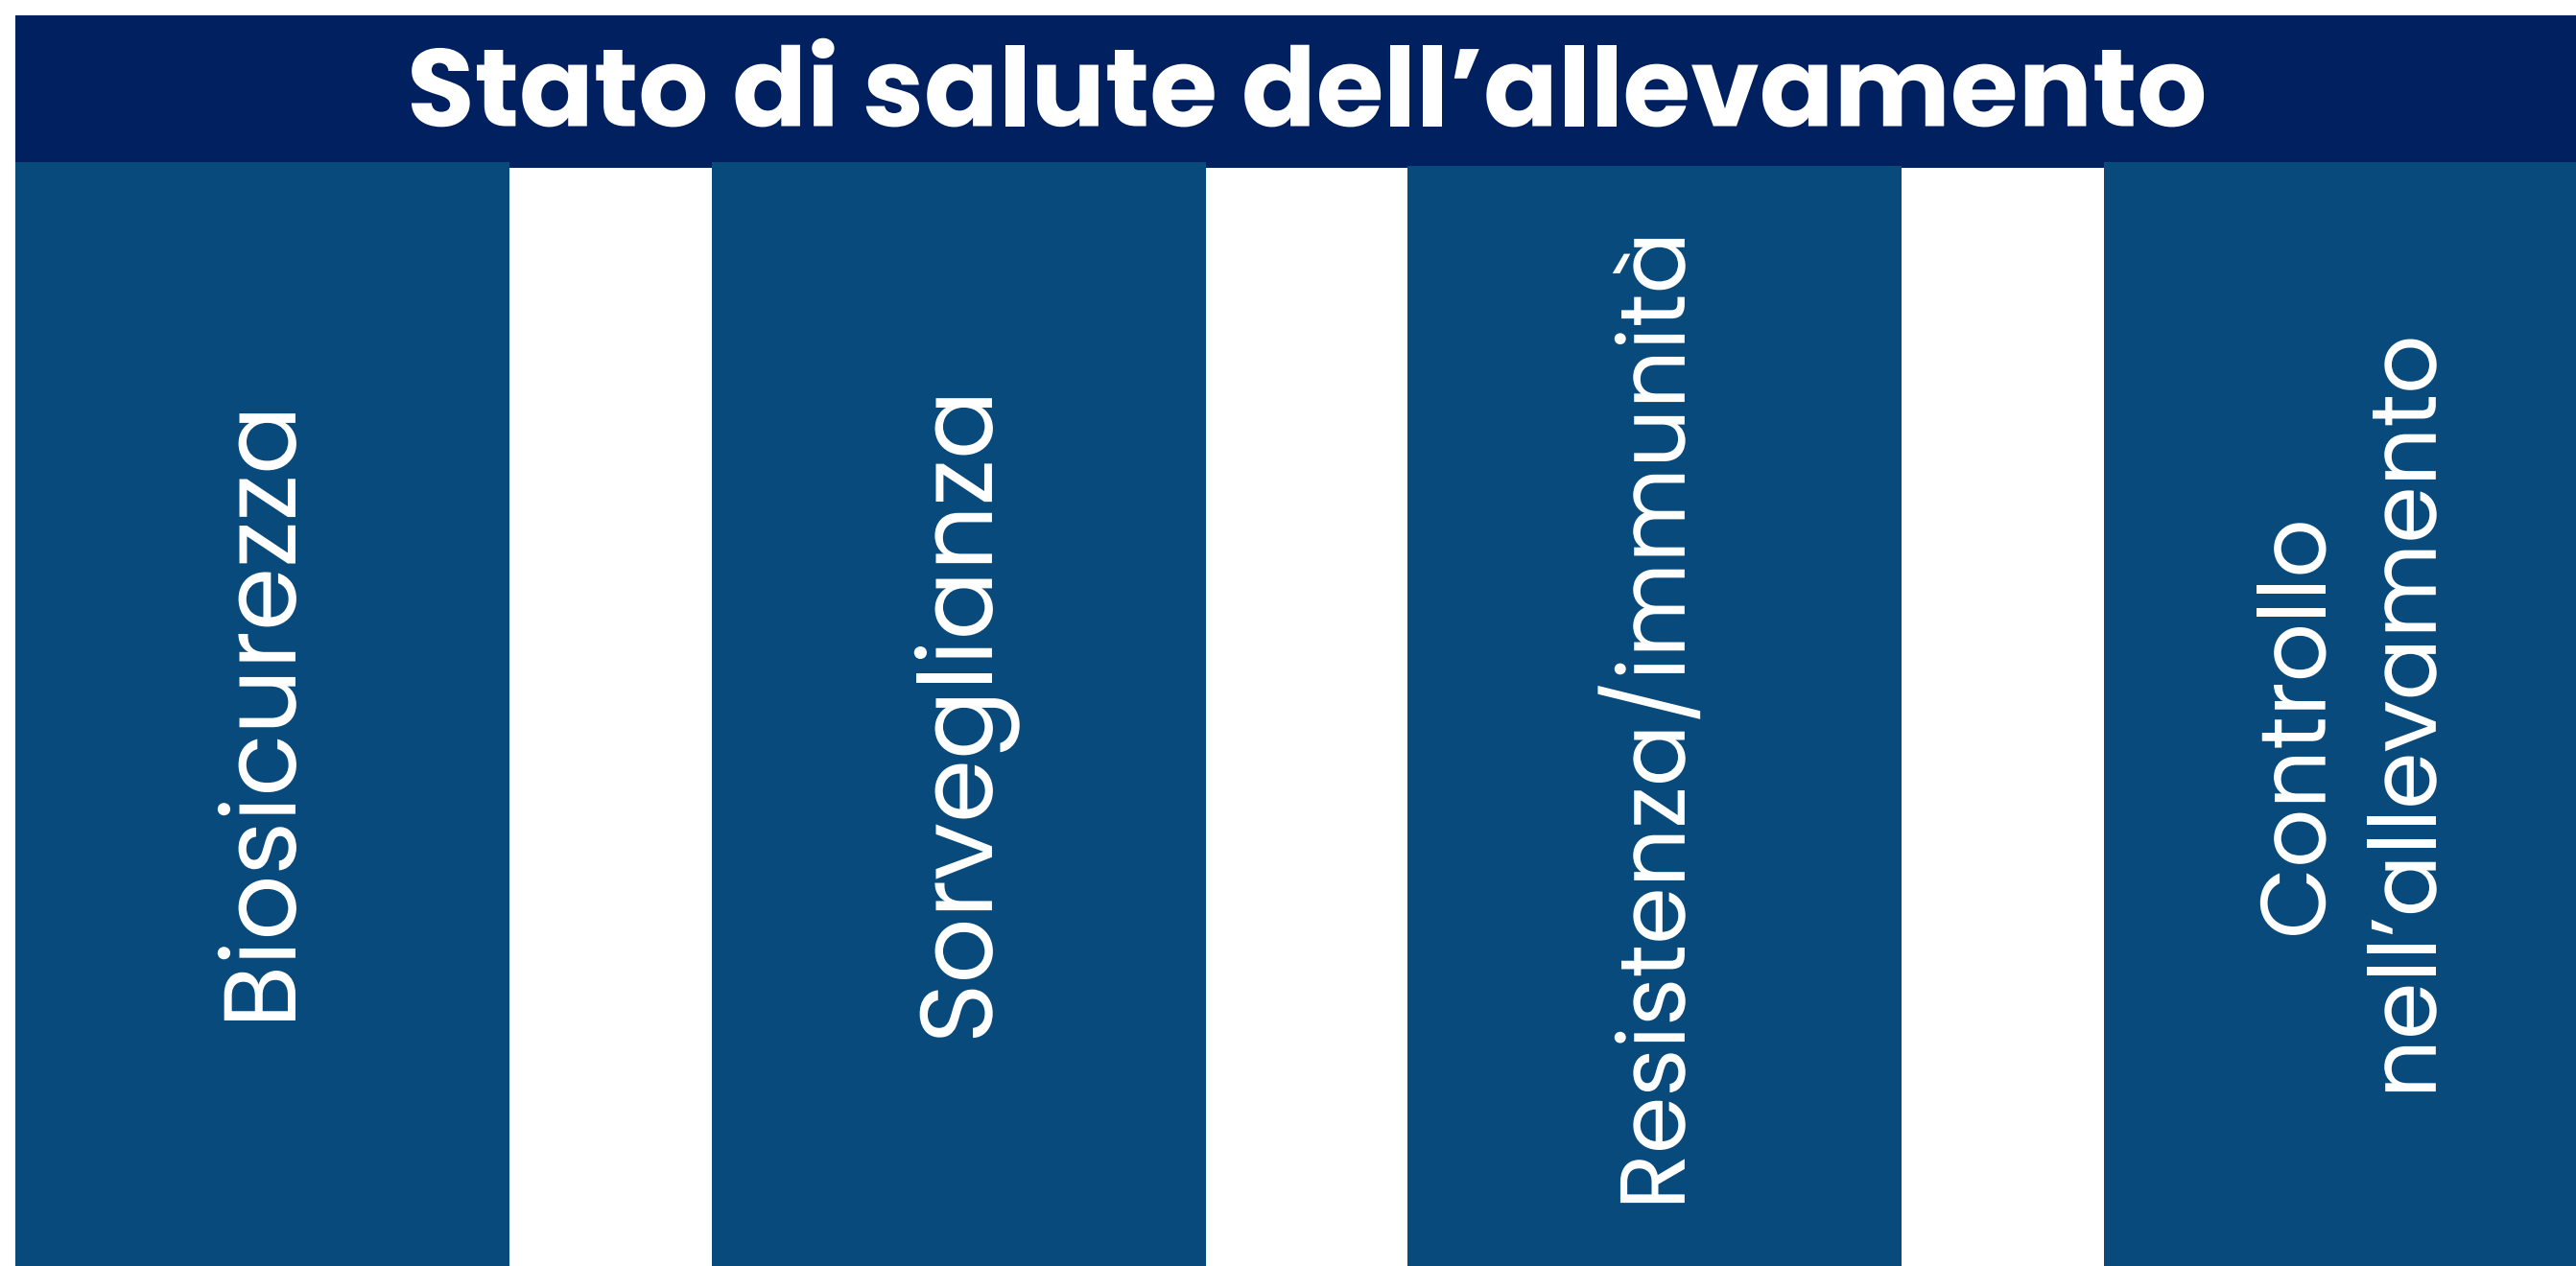 Stato di salute dell’allevamento
Biosicurezza
Sorveglianza
Resistenza/immunità
Controllo
nell’allevamento